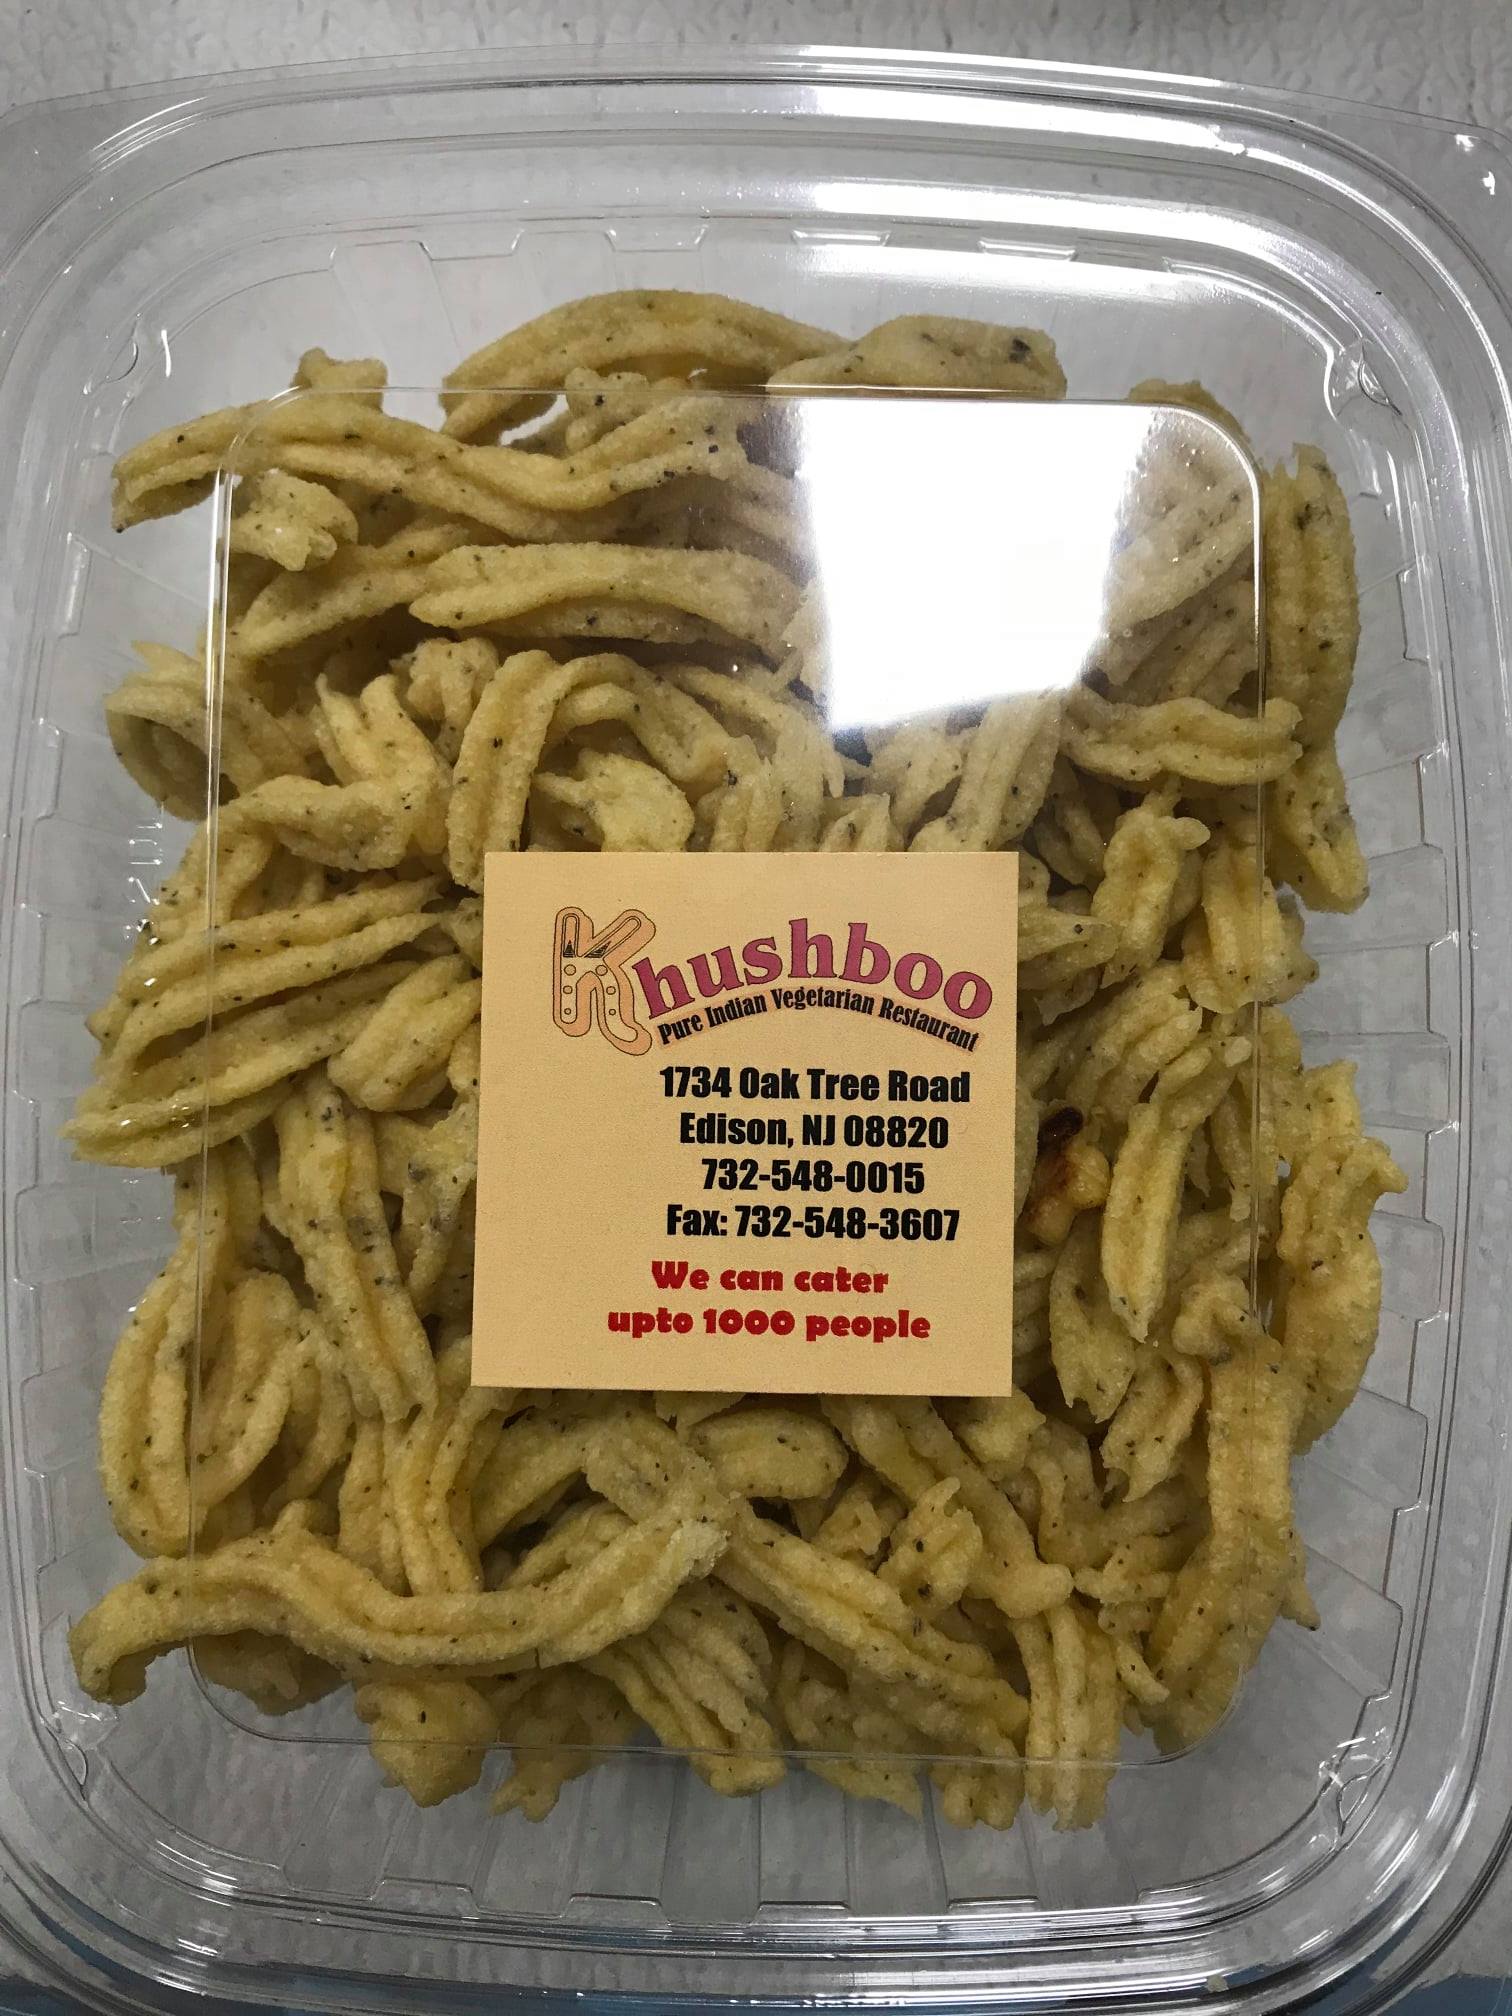 Khushboo
Pure Indian Vegetarian Restaurant
1734 Oak Tree Road
Edison, NJ 08820
732-548-0015
Fax: 732-548-3607
We can cater
upto 1000 people